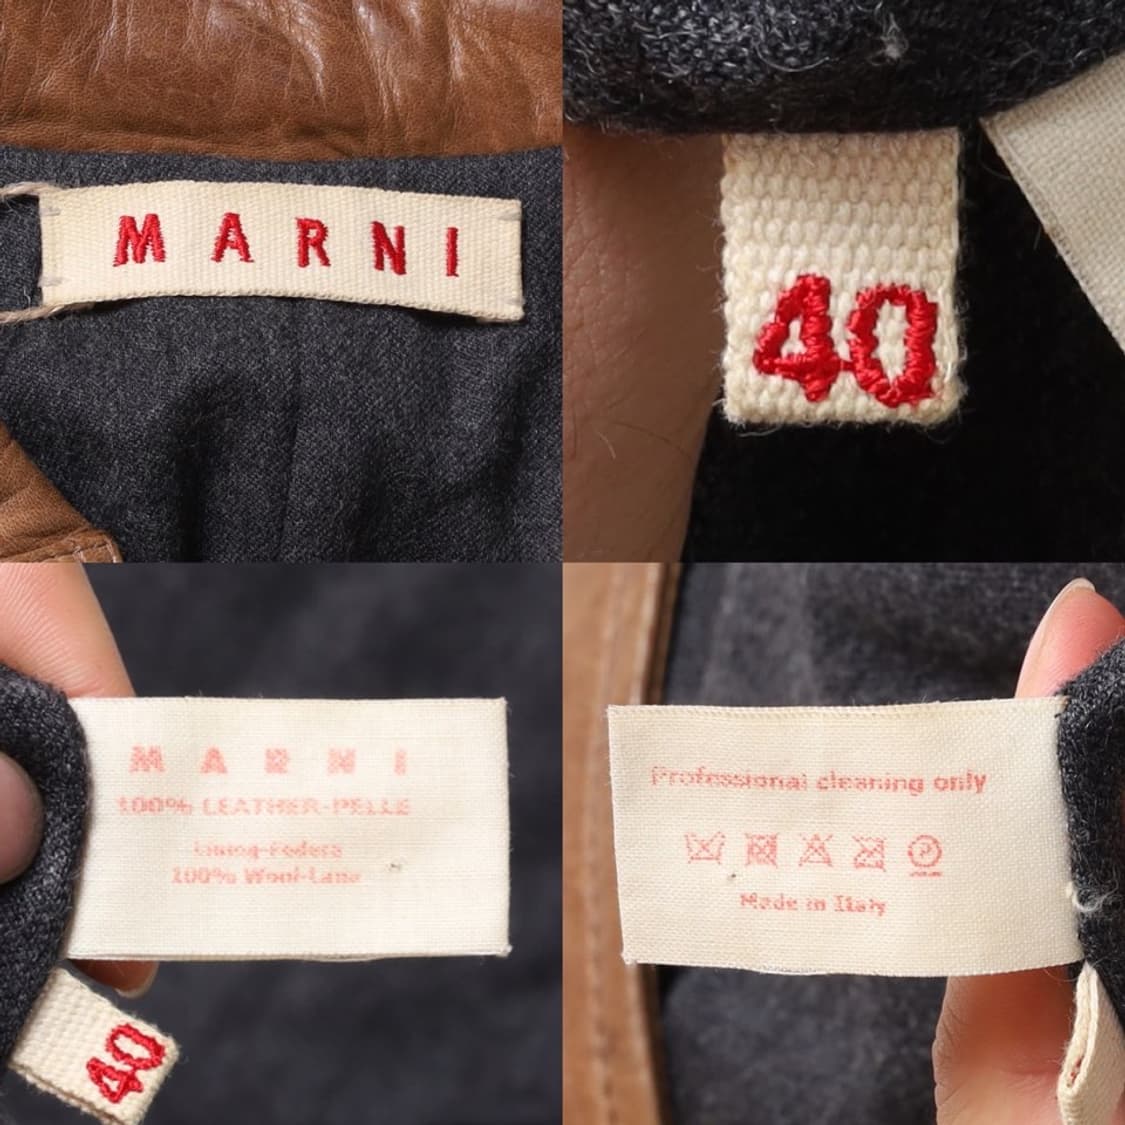 MARNI
40
MARNI
100% LEATHER-PELLE
Lining-Fodera
100% Wool-Lana
40
Professional cleaning only
Made in Italy